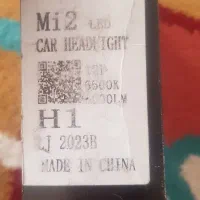 Mi2 LED
CAR HEADLIGHT
6500K
H1
LJ 2023B
MADE IN CHINA